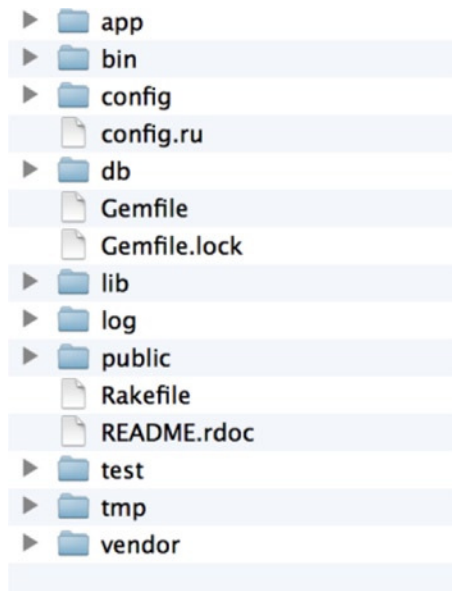 app
bin
config
config.ru
db
Gemfile
Gemfile.lock
lib
log
public
Rakefile
README.rdoc
test
tmp
vendor